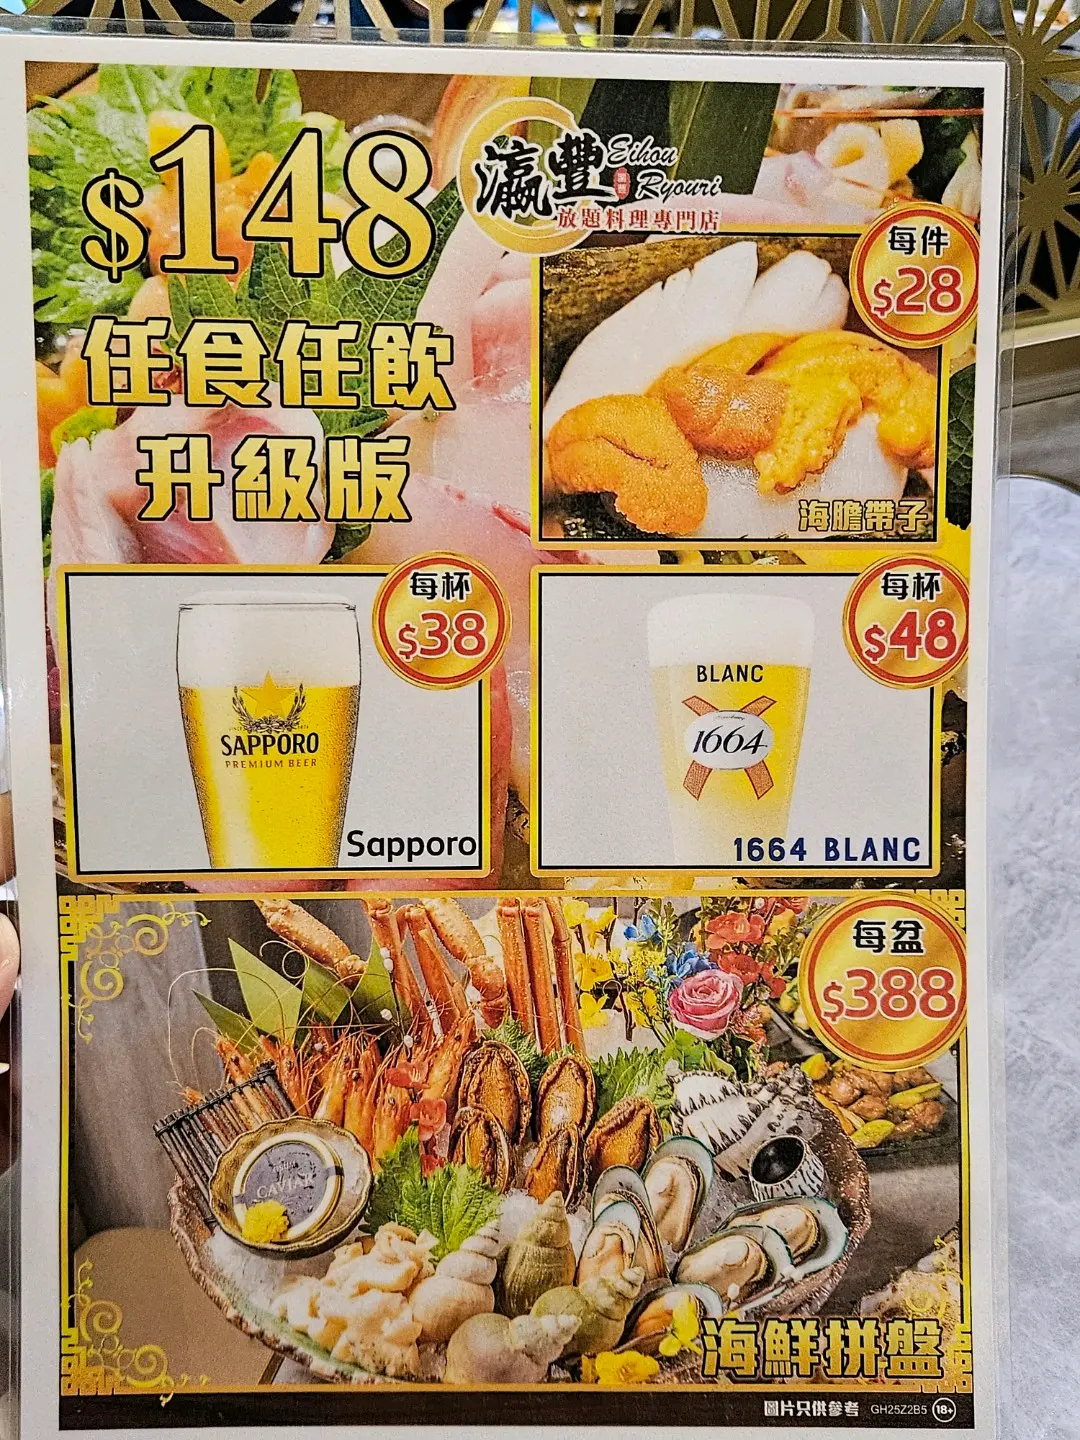 $148
瀛豐
Eihou
Ryouri
放題料理專門店
任食任飲
升級版
每件
$28
海膽帶子
每杯
$38
SAPPORO
PREMIUM BEER
Sapporo
每杯
$48
BLANC
1664
1664 BLANC
每盆
$388
CAVIAR
海鮮拼盤
圖片只供參考 GH25Z2B5 18+